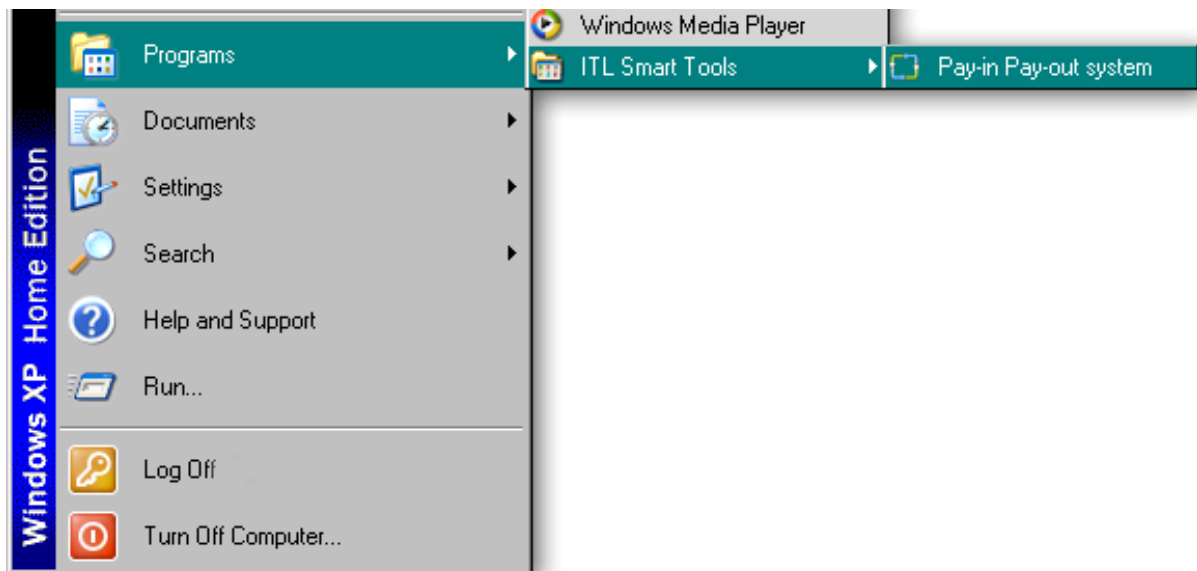 Windows XP Home Edition
Programs
Documents
Settings
Search
Help and Support
Run...
Log Off
Turn Off Computer...
Windows Media Player
ITL Smart Tools
Pay-in Pay-out system